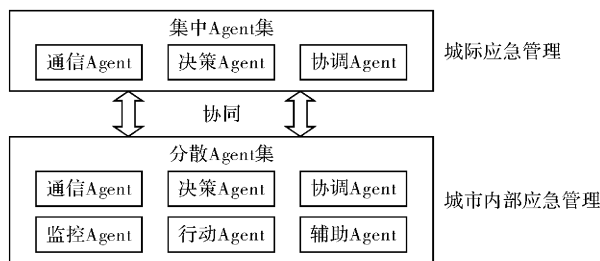 集中Agent集
通信Agent 决策Agent 协调Agent
城际应急管理
协同
分散Agent集
通信Agent 决策Agent 协调Agent
城市内部应急管理
监控Agent 行动Agent 辅助Agent